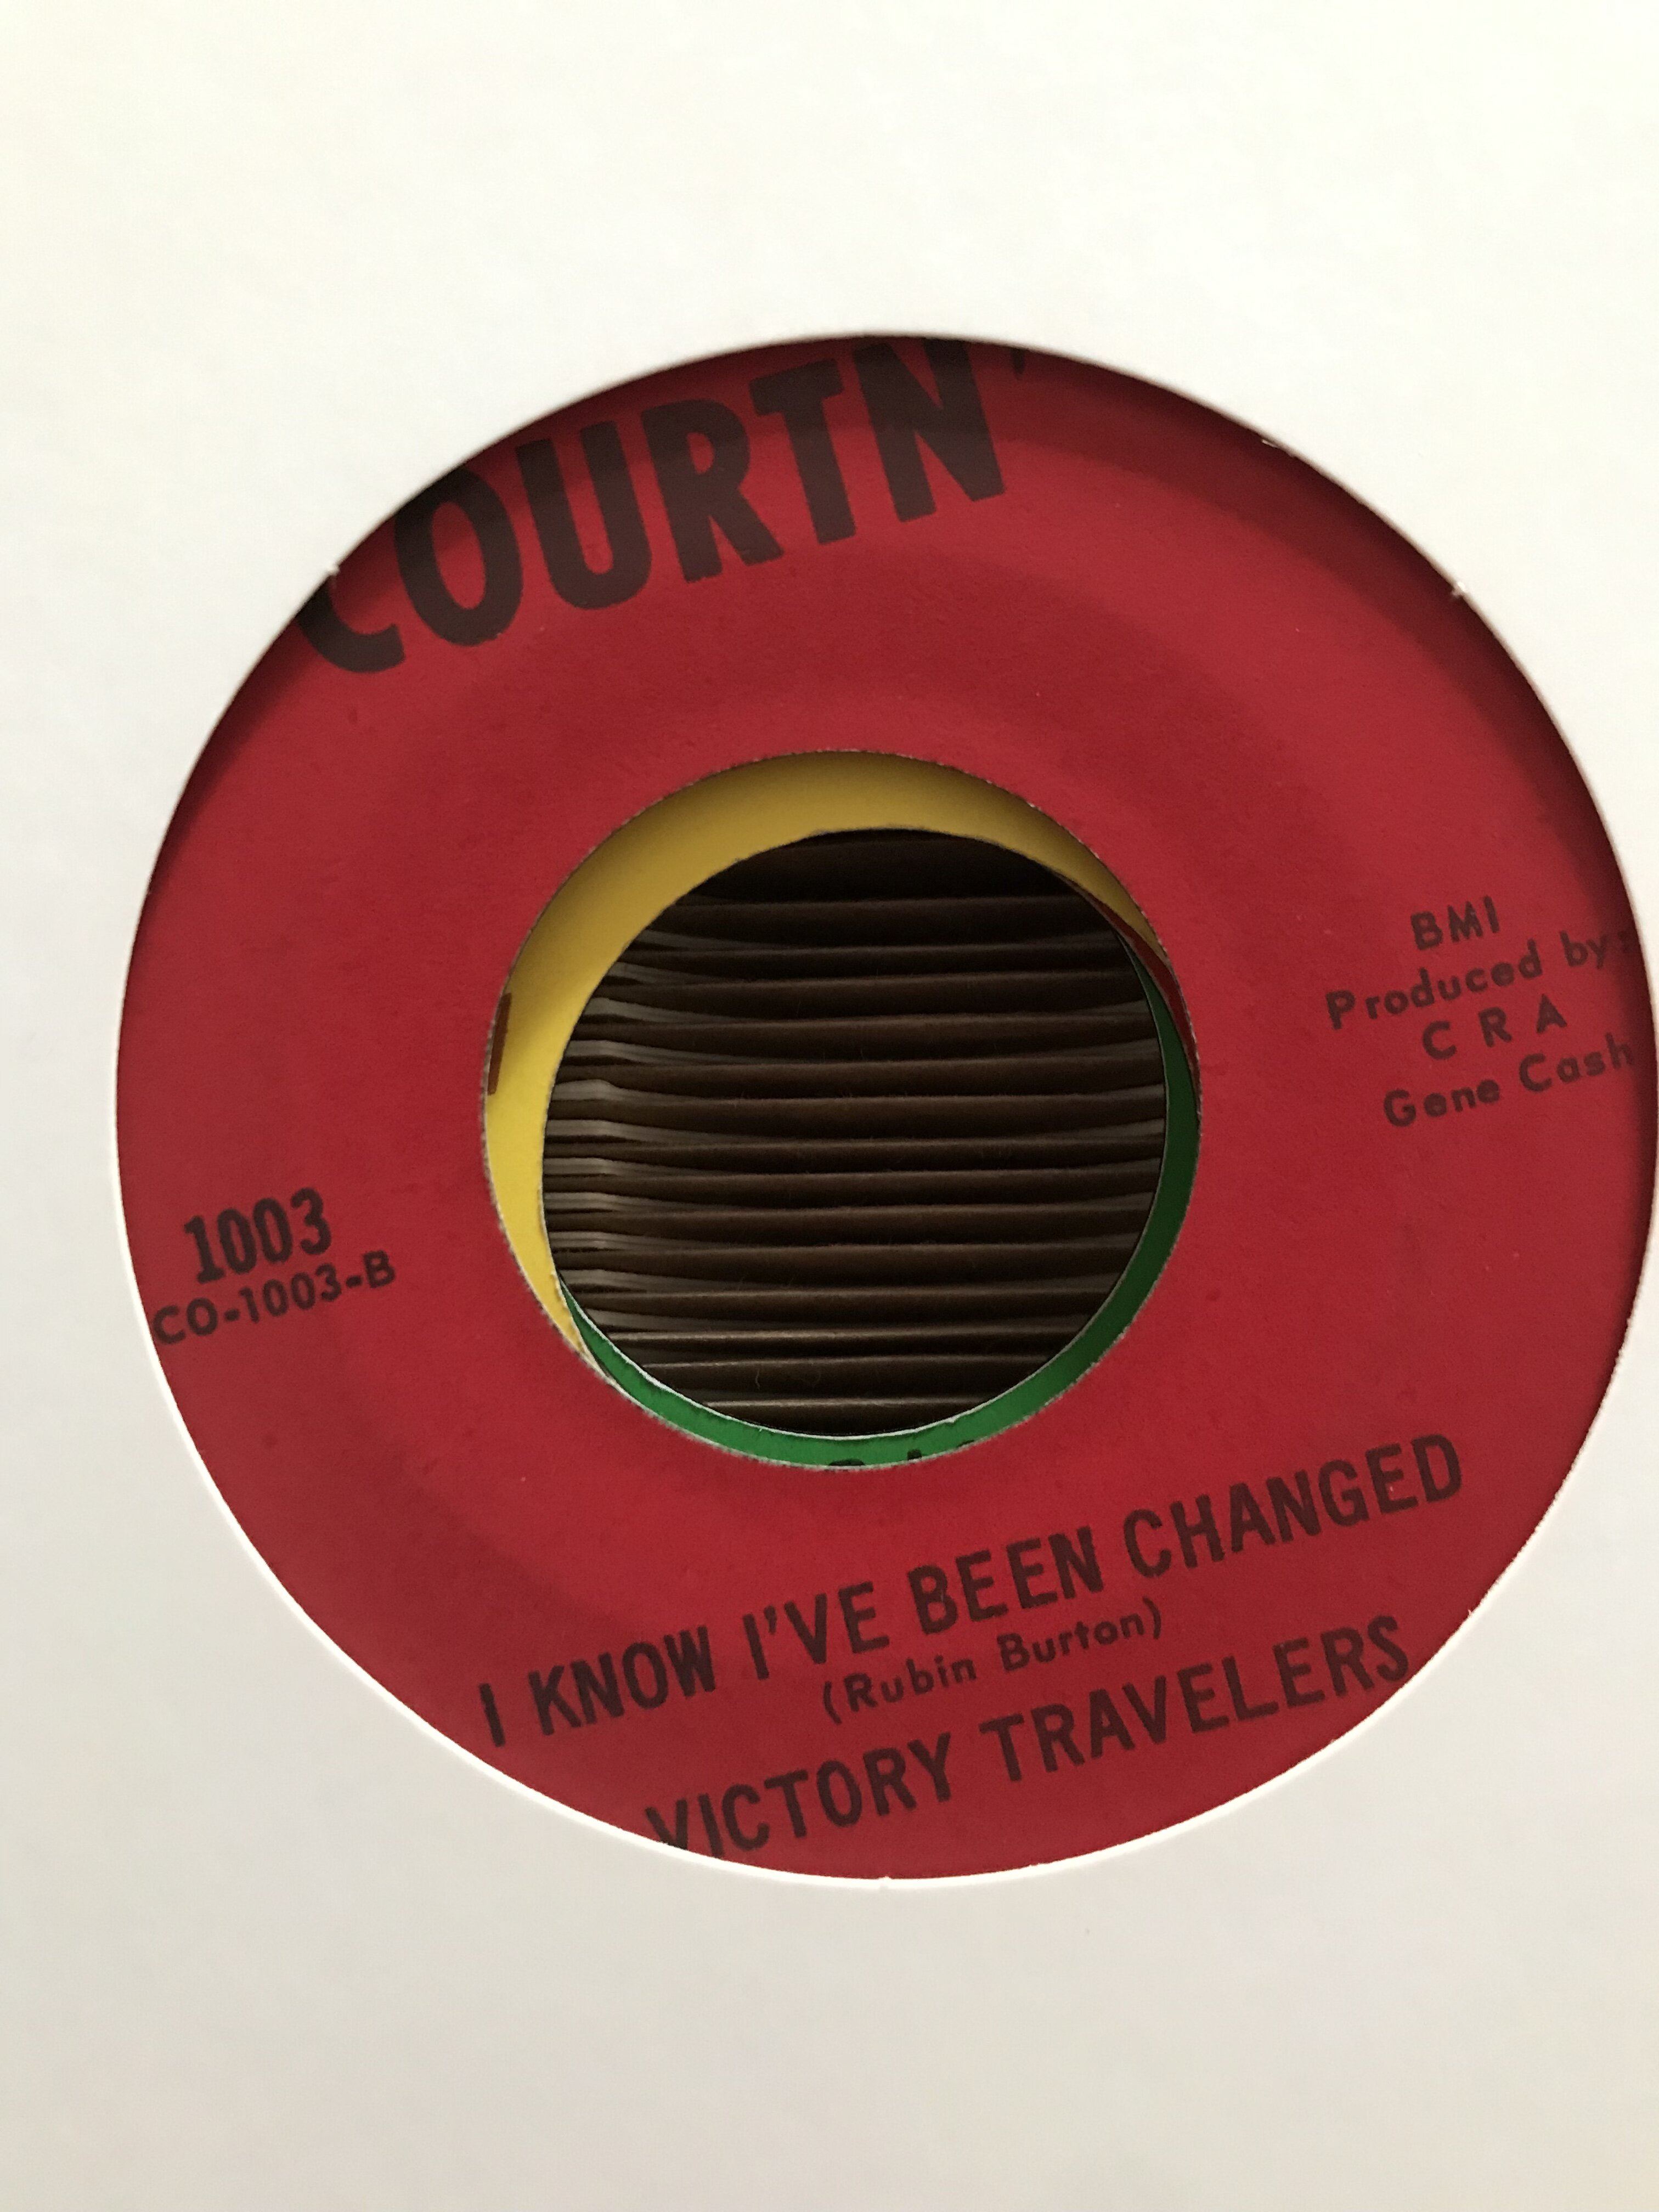 COURTN
BMI
Produced by:
C R A
Gene Cash
1003
CO-1003-B
I KNOW I'VE BEEN CHANGED
(Rubin Burton)
VICTORY TRAVELERS